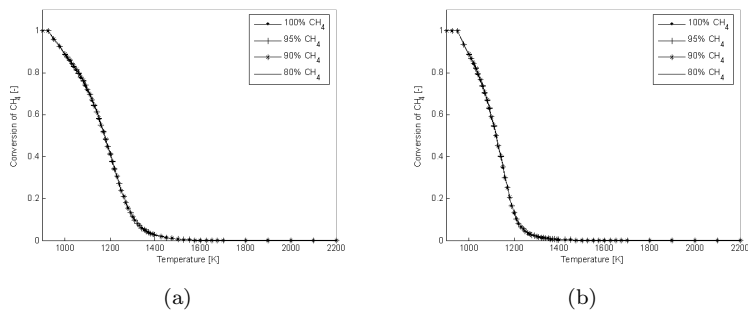 100% CH4
95% CH4
90% CH4
80% CH4
Conversion of CH4 [-]
1
0.8
0.6
0.4
0.2
0
1000 1200 1400 1600 1800 2000 2200
Temperature [K]
(a)
100% CH4
95% CH4
90% CH4
80% CH4
Conversion of CH4 [-]
1
0.8
0.6
0.4
0.2
0
1000 1200 1400 1600 1800 2000 2200
Temperature [K]
(b)